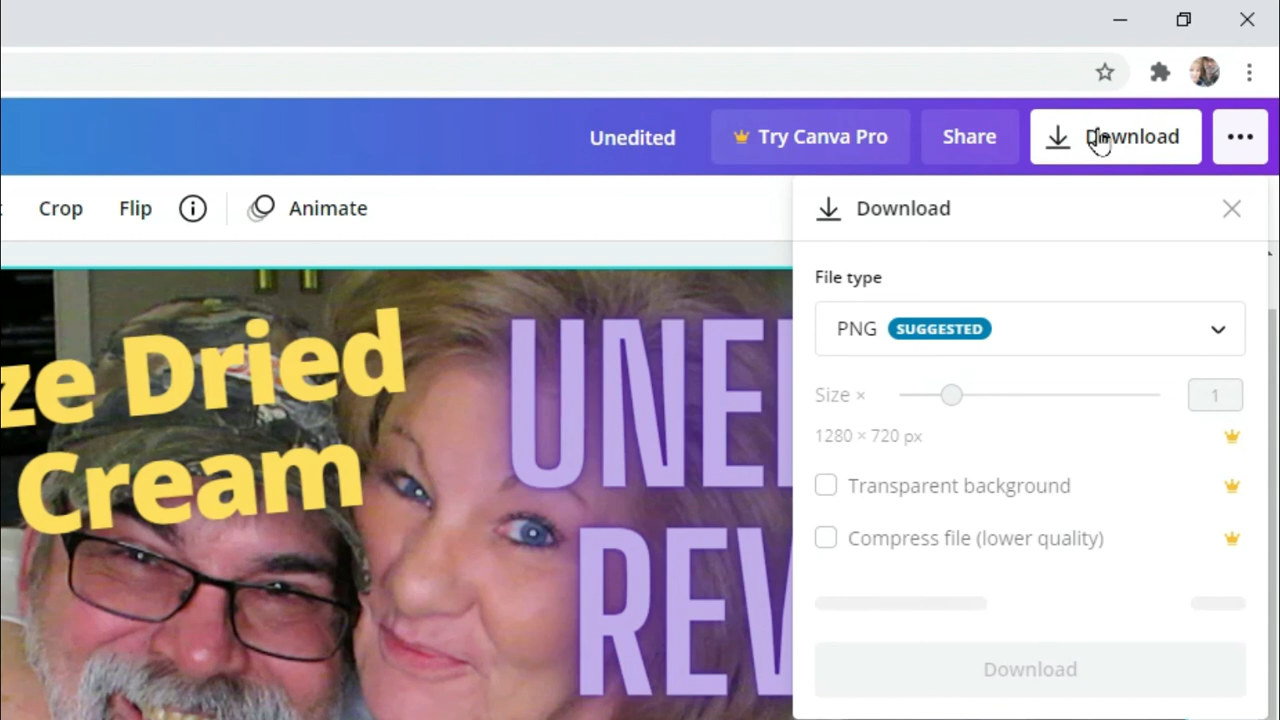 Unedited
Try Canva Pro
Share
Download
Crop
Flip
Animate
Download
File type
PNG SUGGESTED
Size ×
1
1280 × 720 px
Transparent background
Compress file (lower quality)
Download
ze Dried
Cream
UNE
REV